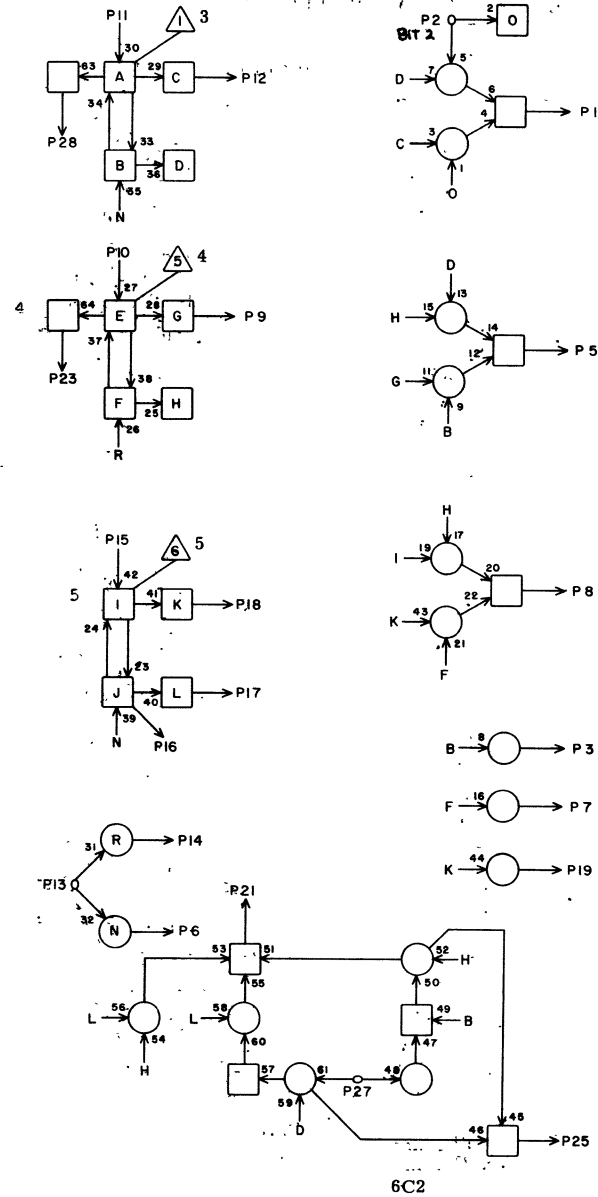 P11
1 3
30
63 A 29 C P12
34
P28 33
B 36 D
35
N
P2 2 O
BIT 2
5
D 7
6
4 P1
C 3
1
O
P10
5 4
27
4 64 E 28 G P9
37
P23 38
F 25 H
26
R
D
13
H 15
14
12 P5
G 11
9
B
P15
6 5
42
5 I 41 K P18
24
23
J 40 L P17
39
N P16
H
17
I 19
20
22 P8
K 43
21
F
B 8 P3
F 16 P7
K 44 P19
31 R P14
P13
32 N P6
P21
53 51 52 H
55 50
L 56 L 58 49 B
54 60 47
H
57 61 P27 48
59
D
46 45 P25
6C2